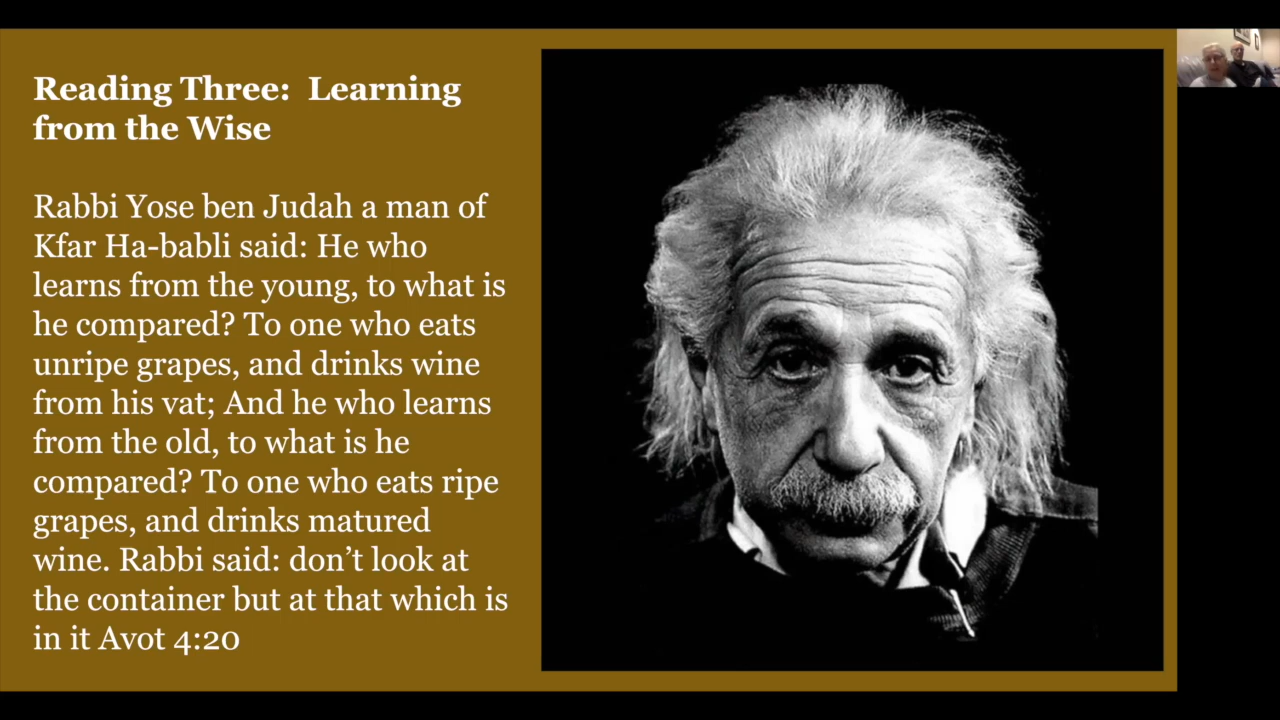 Reading Three:  Learning
from the Wise
Rabbi Yose ben Judah a man of
Kfar Ha-babli said: He who
learns from the young, to what is
he compared? To one who eats
unripe grapes, and drinks wine
from his vat; And he who learns
from the old, to what is he
compared? To one who eats ripe
grapes, and drinks matured
wine. Rabbi said: don’t look at
the container but at that which is
in it Avot 4:20